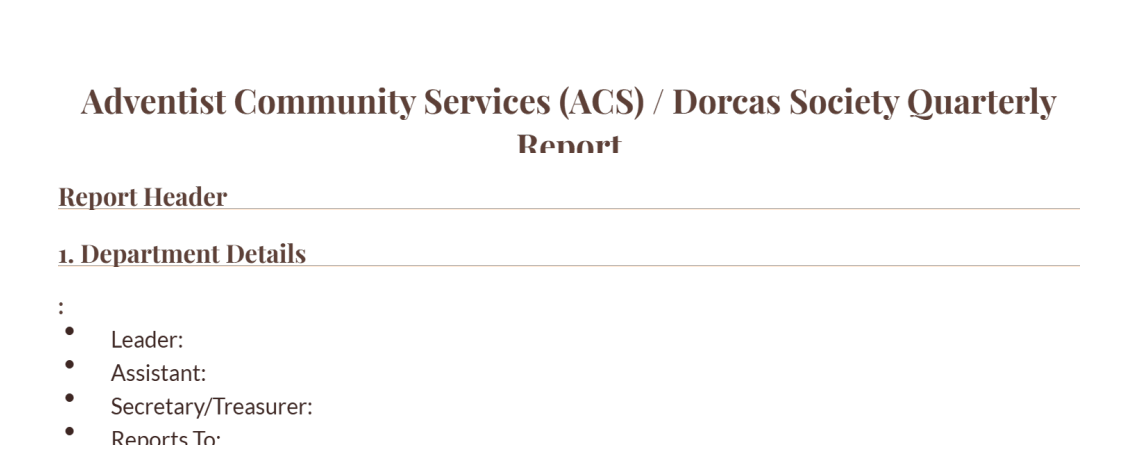 Adventist Community Services (ACS) / Dorcas Society Quarterly
Report
Report Header
1. Department Details
:
• Leader:
• Assistant:
• Secretary/Treasurer:
• Reports To: